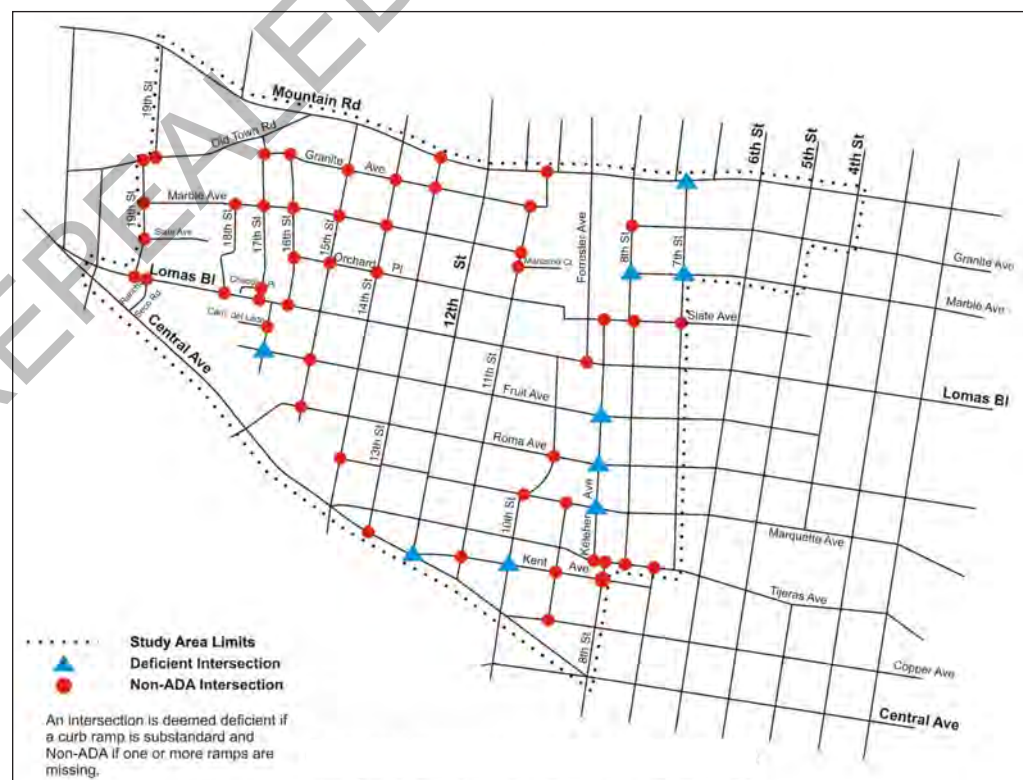 REPEALED
Mountain Rd
19th St
Old Town Rd
6th St
5th St
4th St
Granite Ave
Marble Ave
19th St
Slate Ave
18th St
17th St
16th St
15th St
Orchard Pl
14th St
12th St
Forrester Ave
8th St
7th St
Granite Ave
Marble Ave
Lomas Bl
Central Ave
Slate Ave
11th St
Fruit Ave
Lomas Bl
Roma Ave
13th St
10th St
Keleher Ave
Marquette Ave
Kent Ave
Tijeras Ave
8th St
Copper Ave
Central Ave
Study Area Limits
Deficient Intersection
Non-ADA Intersection
An intersection is deemed deficient if
a curb ramp is substandard and
Non-ADA if one or more ramps are
missing.